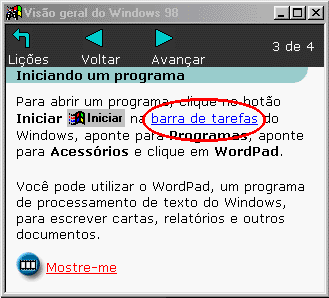 Visão geral do Windows 98
Lições Voltar Avançar 3 de 4
Iniciando um programa
Para abrir um programa, clique no botão
Iniciar Iniciar na barra de tarefas do
Windows, aponte para Programas, aponte
para Acessórios e clique em WordPad.
Você pode utilizar o WordPad, um programa
de processamento de texto do Windows,
para escrever cartas, relatórios e outros
documentos.
Mostre-me